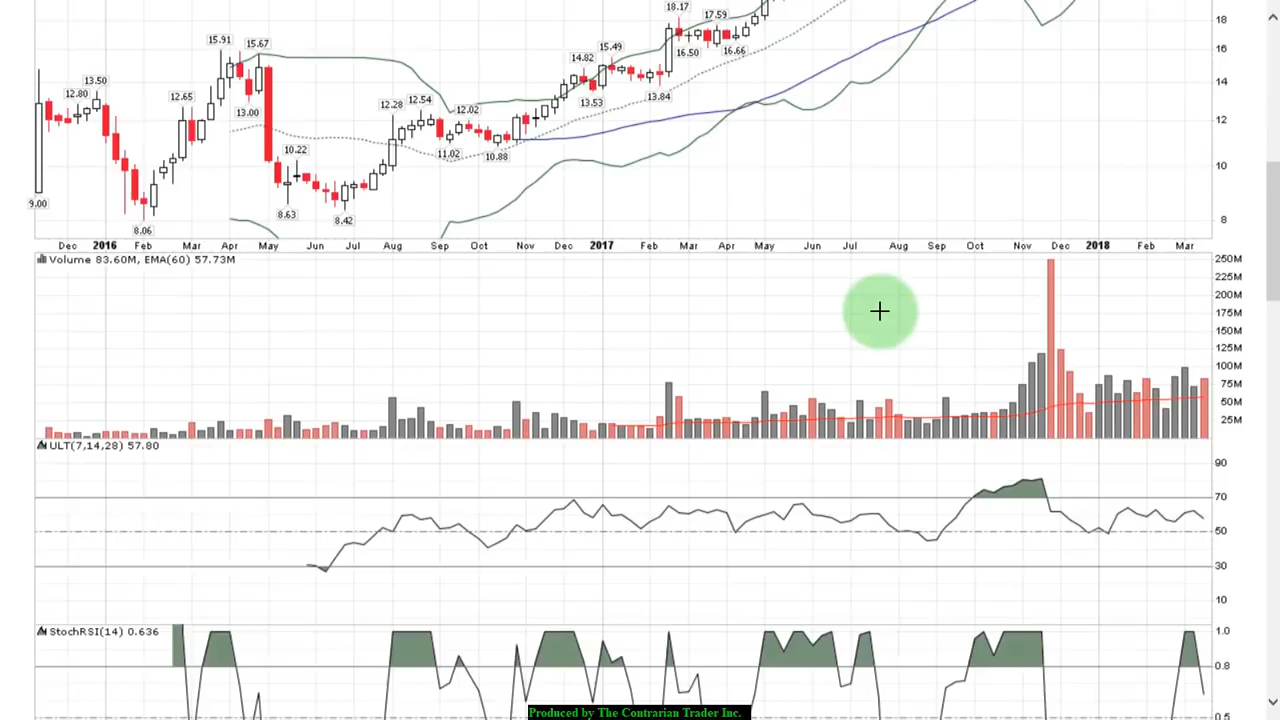 18.17
17.59
18
15.91
15.67
15.49
16.50
16.66
16
14.82
14
13.50
12.80
12.65
13.00
12.28
12.54
12.02
13.53
13.84
12
11.02
10.88
10.22
10
9.00
8.06
8.63
8.42
8
Dec 2016 Feb Mar Apr May Jun Jul Aug Sep Oct Nov Dec 2017 Feb Mar Apr May Jun Jul Aug Sep Oct Nov Dec 2018 Feb Mar
Volume 83.60M, EMA(60) 57.73M
250M
225M
200M
175M
150M
125M
100M
75M
50M
25M
ULT(7,14,28) 57.80
90
70
50
30
10
StochRSI(14) 0.636
1.0
0.8
0.5
Produced by The Contrarian Trader Inc.